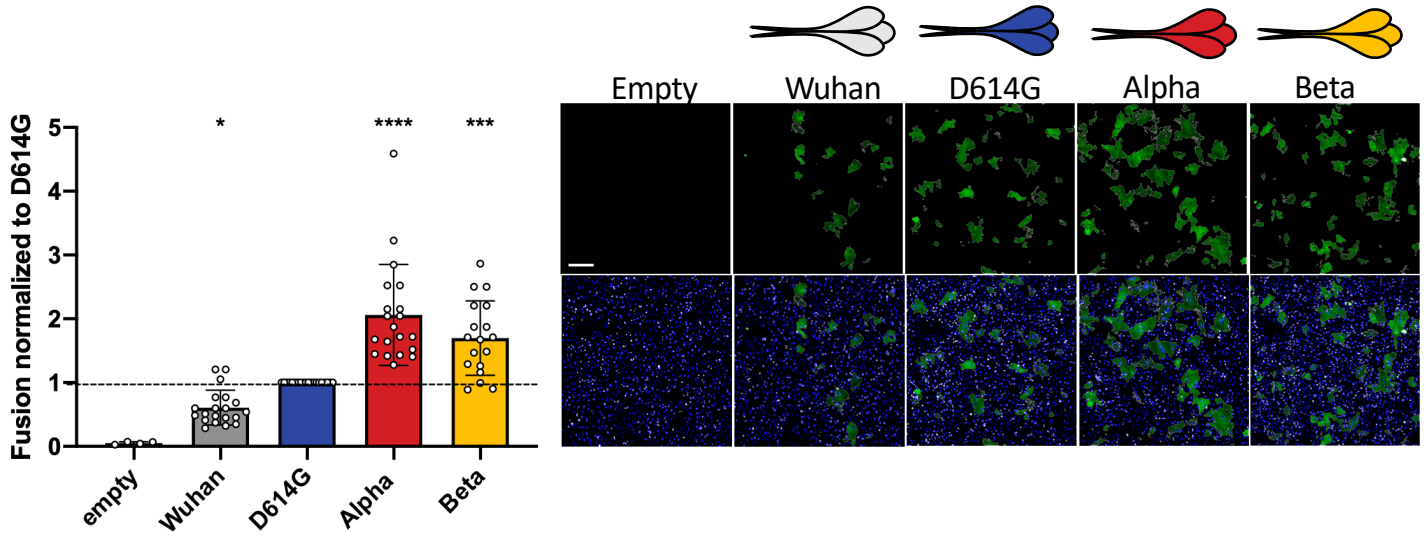 Fusion normalized to D614G
5
4
3
2
1
0
*
****
***
empty
Wuhan
D614G
Alpha
Beta
Empty
Wuhan
D614G
Alpha
Beta